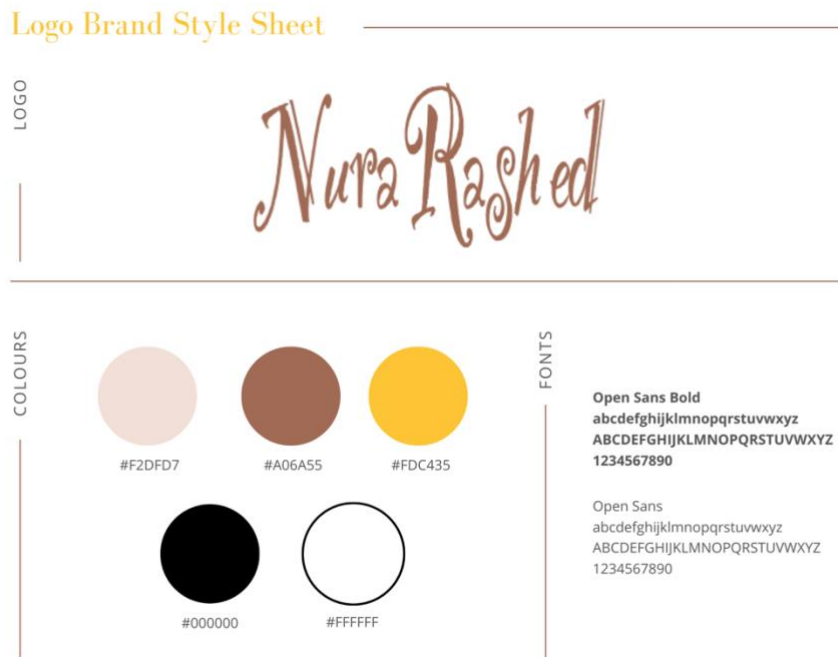 Logo Brand Style Sheet
LOGO
Nura Rashed
COLOURS
#F2DFD7
#A06A55
#FDC435
#000000
#FFFFFF
FONTS
Open Sans Bold
abcdefghijklmnopqrstuvwxyz
ABCDEFGHIJKLMNOPQRSTUVWXYZ
1234567890
Open Sans
abcdefghijklmnopqrstuvwxyz
ABCDEFGHIJKLMNOPQRSTUVWXYZ
1234567890